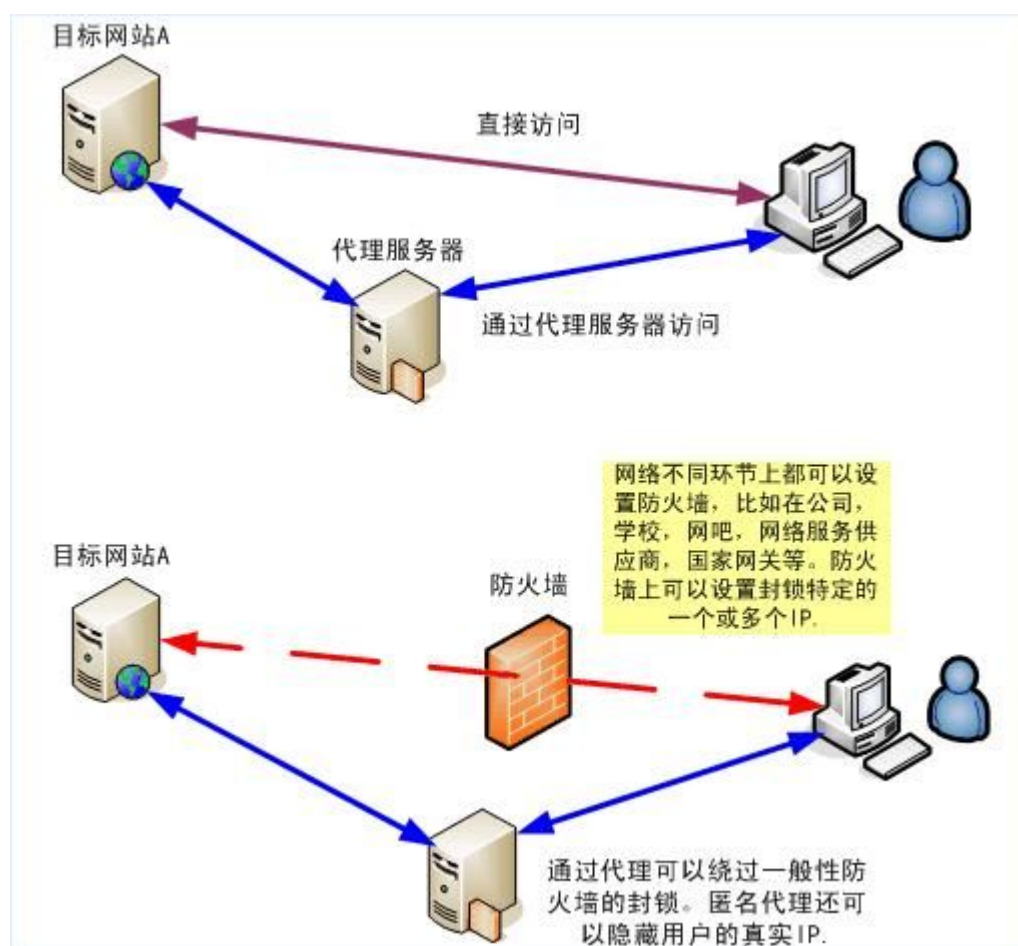 目标网站A
直接访问
代理服务器
通过代理服务器访问
网络不同环节上都可以设
置防火墙，比如在公司，
学校，网吧，网络服务供
应商，国家网关等。防火
墙上可以设置封锁特定的
一个或多个IP.
目标网站A
防火墙
通过代理可以绕过一般性防
火墙的封锁。匿名代理还可
以隐藏用户的真实IP.